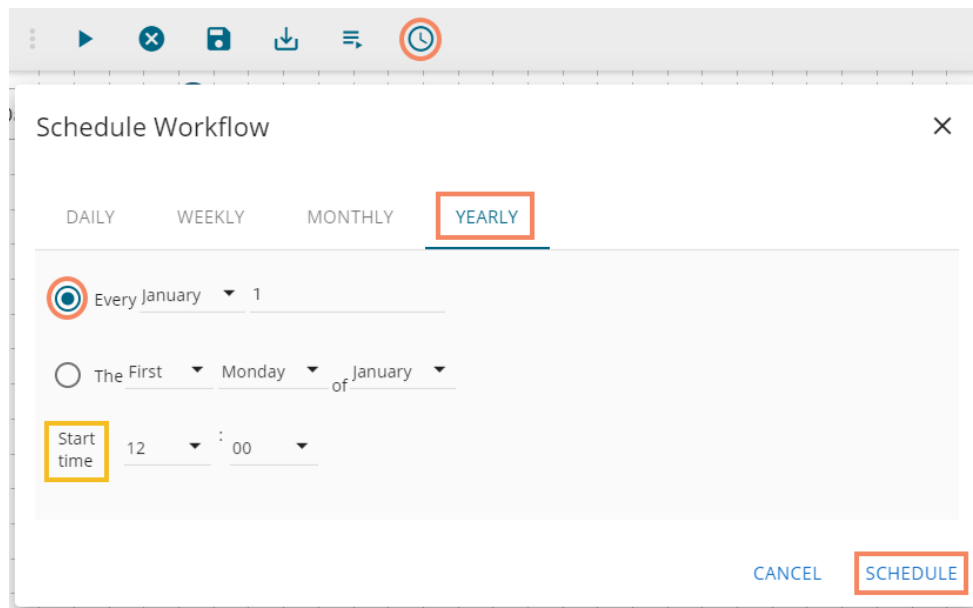 Schedule Workflow
DAILY WEEKLY MONTHLY YEARLY
Every January 1
The First Monday of January
Start time 12 : 00
CANCEL SCHEDULE